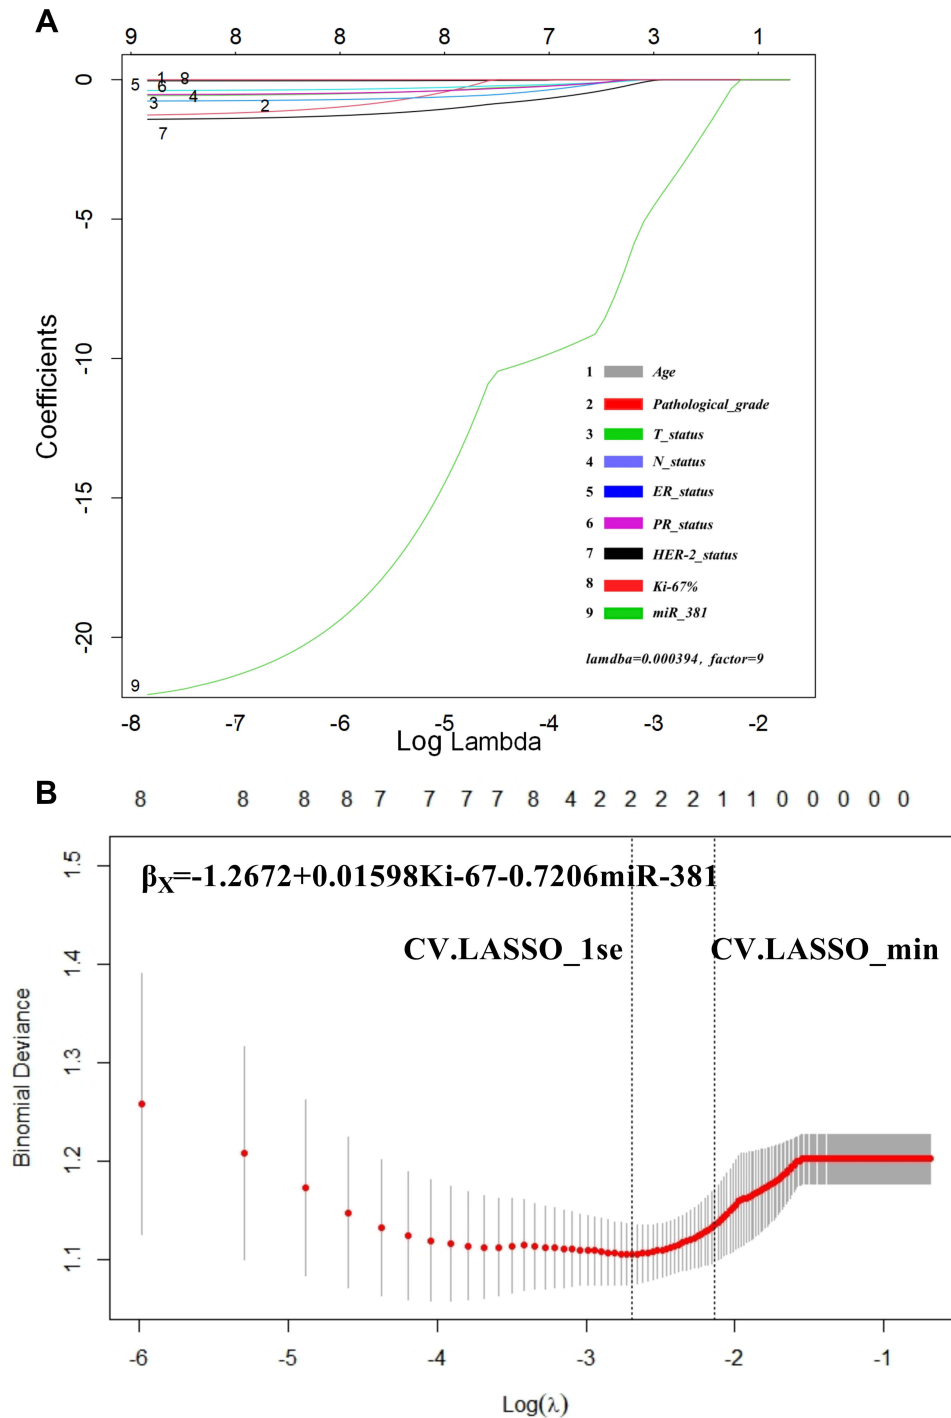 A
9 8 8 8 7 3 1
0
-5
-10
-15
-20
Coefficients
1 8
5 6
3 4 2
7
9
1 Age
2 Pathological_grade
3 T_status
4 N_status
5 ER_status
6 PR_status
7 HER-2_status
8 Ki-67%
9 miR_381
lamdba=0.000394, factor=9
-8 -7 -6 -5 -4 -3 -2
Log Lambda
B
8 8 8 8 7 7 7 7 8 4 2 2 2 2 1 1 0 0 0 0 0
βX=-1.2672+0.01598Ki-67-0.7206miR-381
CV.LASSO_1se CV.LASSO_min
1.5
1.4
1.3
1.2
1.1
Binomial Deviance
-6 -5 -4 -3 -2 -1
Log(λ)